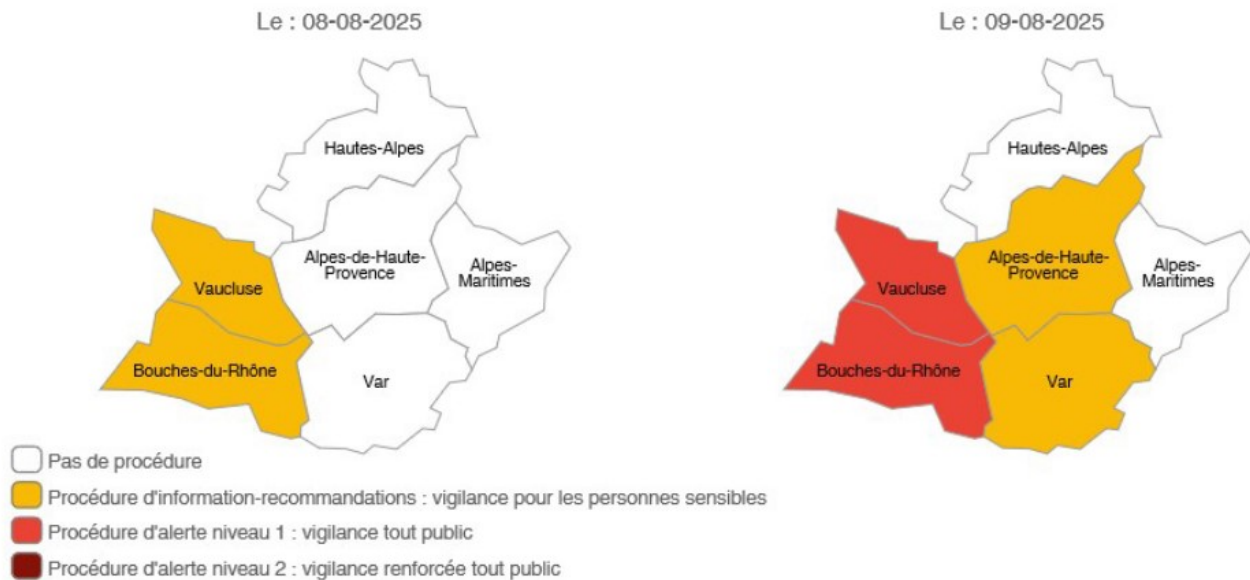 Le : 08-08-2025
Hautes-Alpes
Alpes-de-Haute-
Provence
Alpes-
Maritimes
Vaucluse
Bouches-du-Rhône
Var
Le : 09-08-2025
Hautes-Alpes
Alpes-de-Haute-
Provence
Alpes-
Maritimes
Vaucluse
Bouches-du-Rhône
Var
Pas de procédure
Procédure d'information-recommandations : vigilance pour les personnes sensibles
Procédure d'alerte niveau 1 : vigilance tout public
Procédure d'alerte niveau 2 : vigilance renforcée tout public